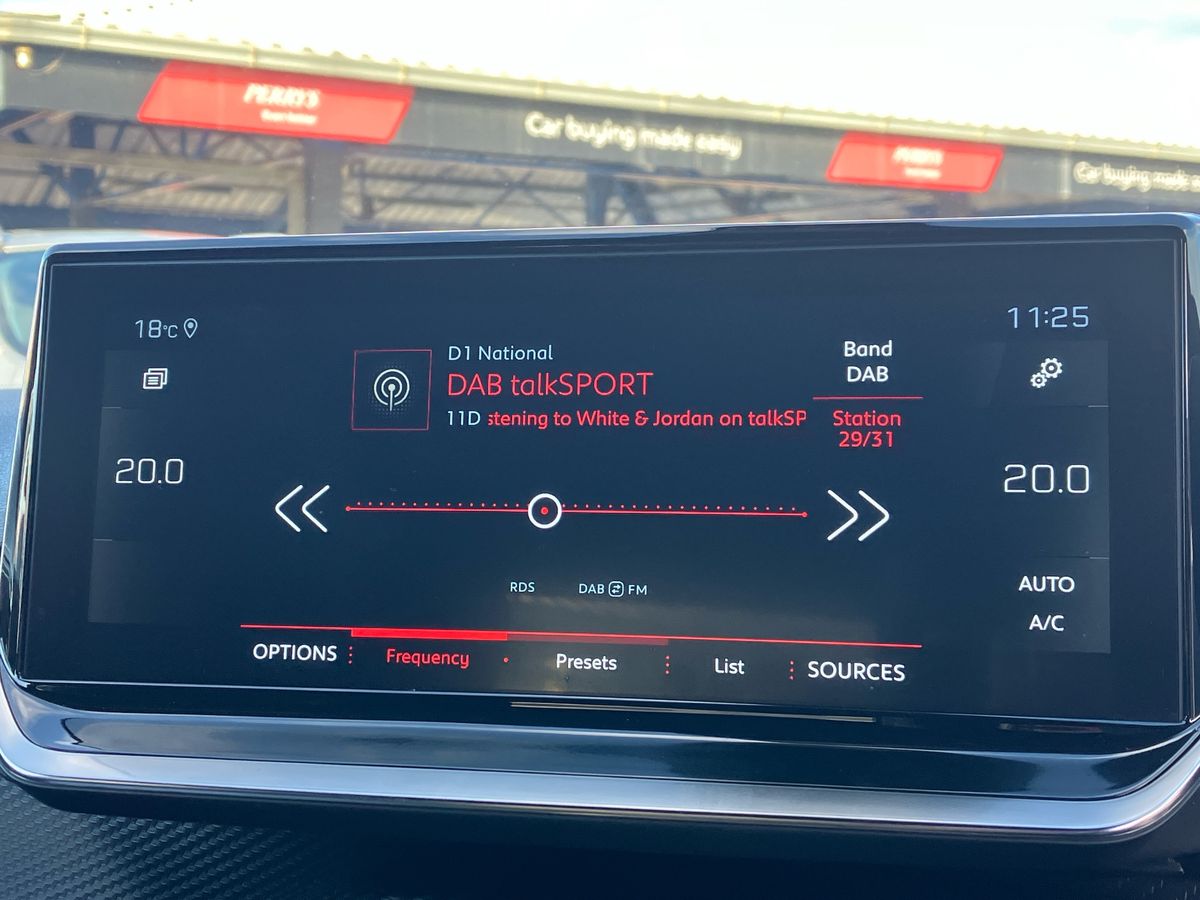 PERRYS
Car buying made easy
Car buying made easy
18°C
11:25
D1 National
DAB talkSPORT
11D stening to White & Jordan on talkSP
Band
DAB
Station
29/31
20.0
20.0
RDS
DAB FM
AUTO
A/C
OPTIONS
Frequency
Presets
List
SOURCES